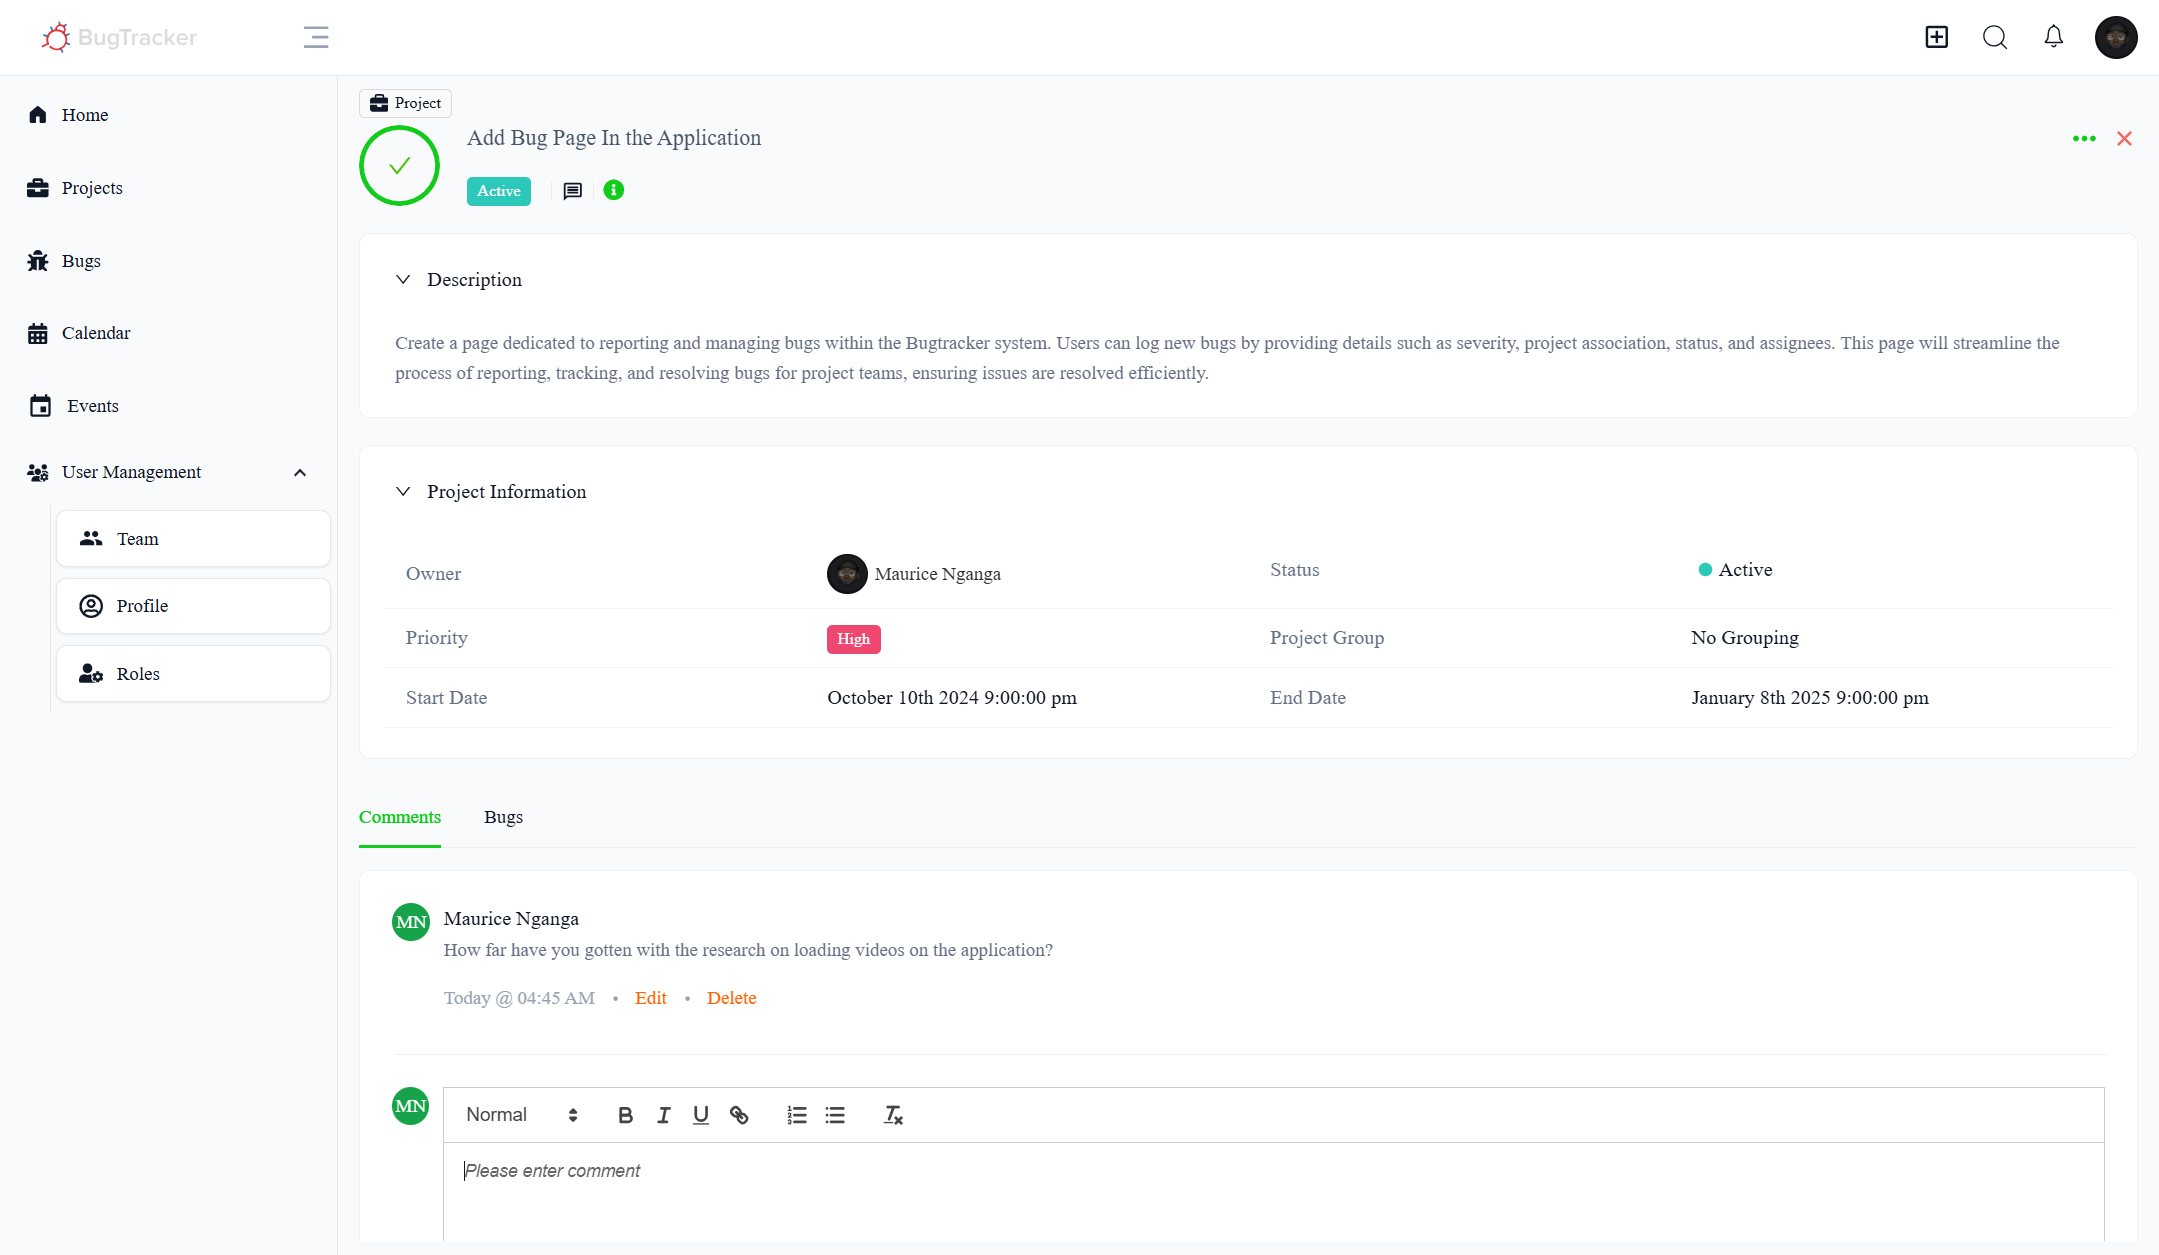 BugTracker
Home
Projects
Bugs
Calendar
Events
User Management
Team
Profile
Roles
Project
Add Bug Page In the Application
Active
Description
Create a page dedicated to reporting and managing bugs within the Bugtracker system. Users can log new bugs by providing details such as severity, project association, status, and assignees. This page will streamline the
process of reporting, tracking, and resolving bugs for project teams, ensuring issues are resolved efficiently.
Project Information
Owner Maurice Nganga Status Active
Priority High Project Group No Grouping
Start Date October 10th 2024 9:00:00 pm End Date January 8th 2025 9:00:00 pm
Comments Bugs
MN Maurice Nganga
How far have you gotten with the research on loading videos on the application?
Today @ 04:45 AM • Edit • Delete
MN Normal
Please enter comment